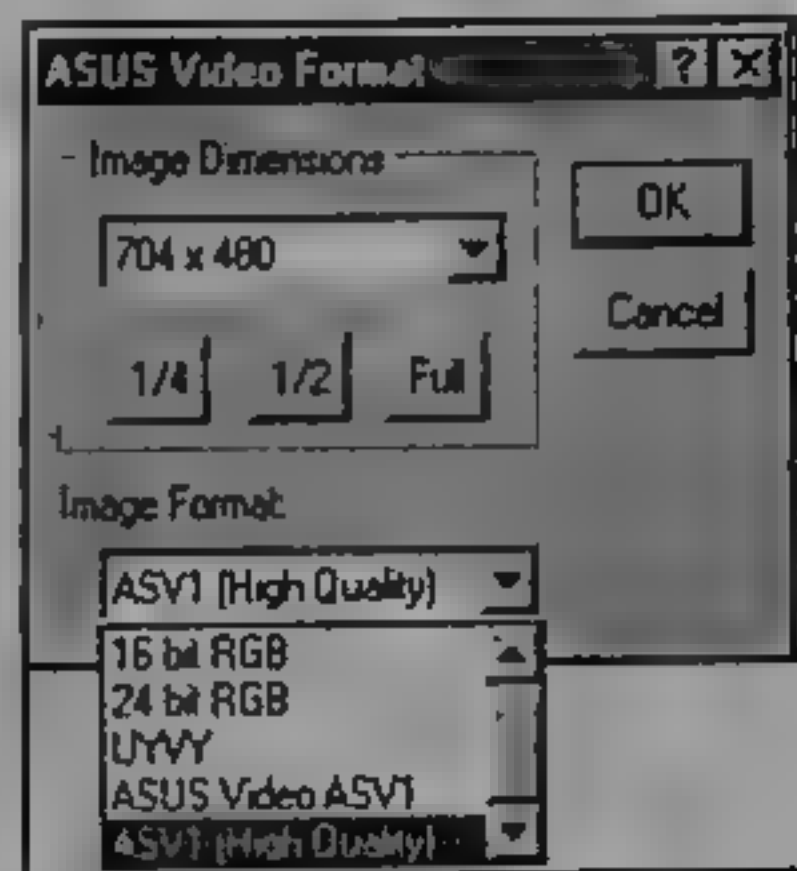 ASUS Video Format ? X
Image Dimensions
704 x 480
OK
Cancel
1/4 1/2 Full
Image Format
ASV1 (High Quality)
16 bit RGB
24 bit RGB
UYVY
ASUS Video ASV1
ASV1 (High Quality)